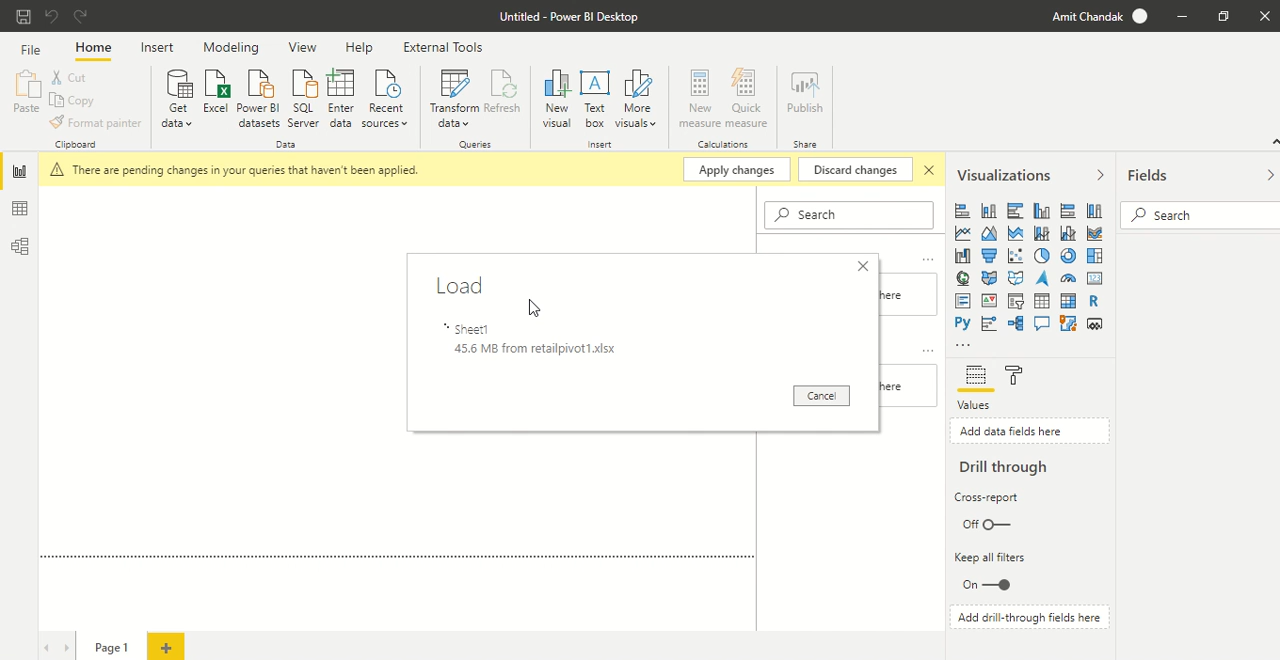 Untitled - Power BI Desktop
Amit Chandak
File
Home
Insert
Modeling
View
Help
External Tools
Paste
Cut
Copy
Format painter
Clipboard
Get data
Excel
Power BI datasets
SQL Server
Enter data
Recent sources
Data
Transform data
Refresh
Queries
New visual
Text box
More visuals
Insert
New measure
Quick measure
Calculations
Publish
Share
There are pending changes in your queries that haven't been applied.
Apply changes
Discard changes
Search
here
here
Load
Sheet1
45.6 MB from retailpivot1.xlsx
Cancel
Visualizations
R
Py
Values
Add data fields here
Drill through
Cross-report
Off
Keep all filters
On
Add drill-through fields here
Fields
Search
Page 1